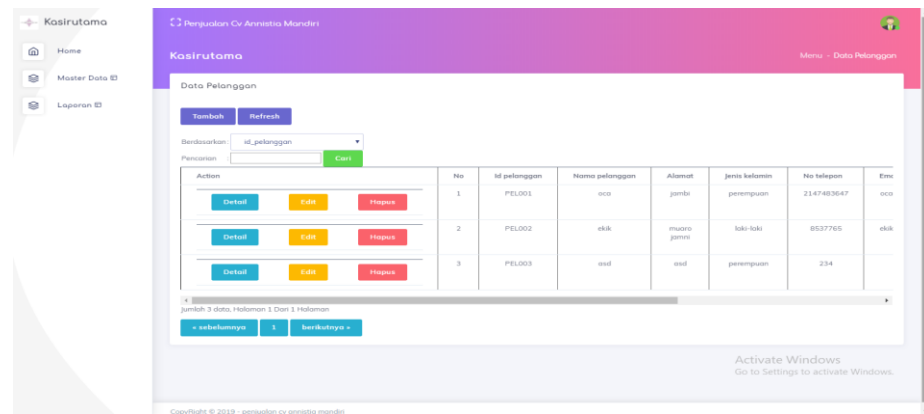 Kasirutama
Penjualan Cv Annistia Mandiri
Home
Master Data
Laporan
Kasirutama
Menu - Data Pelanggan
Data Pelanggan
Tambah Refresh
Berdasarkan : id_pelanggan
Pencarian : Cari
Action No Id pelanggan Nama pelanggan Alamat Jenis kelamin No telepon Ema
Detail Edit Hapus 1 PEL001 oca jambi perempuan 2147483647 oca
Detail Edit Hapus 2 PEL002 ekik muaro jamni laki-laki 8537765 ekik
Detail Edit Hapus 3 PEL003 asd asd perempuan 234
Jumlah 3 data, Halaman 1 Dari 1 Halaman
« sebelumnya 1 berikutnya »
Activate Windows
Go to Settings to activate Windows.
CopyRight © 2019 - penjualan cv annistia mandiri